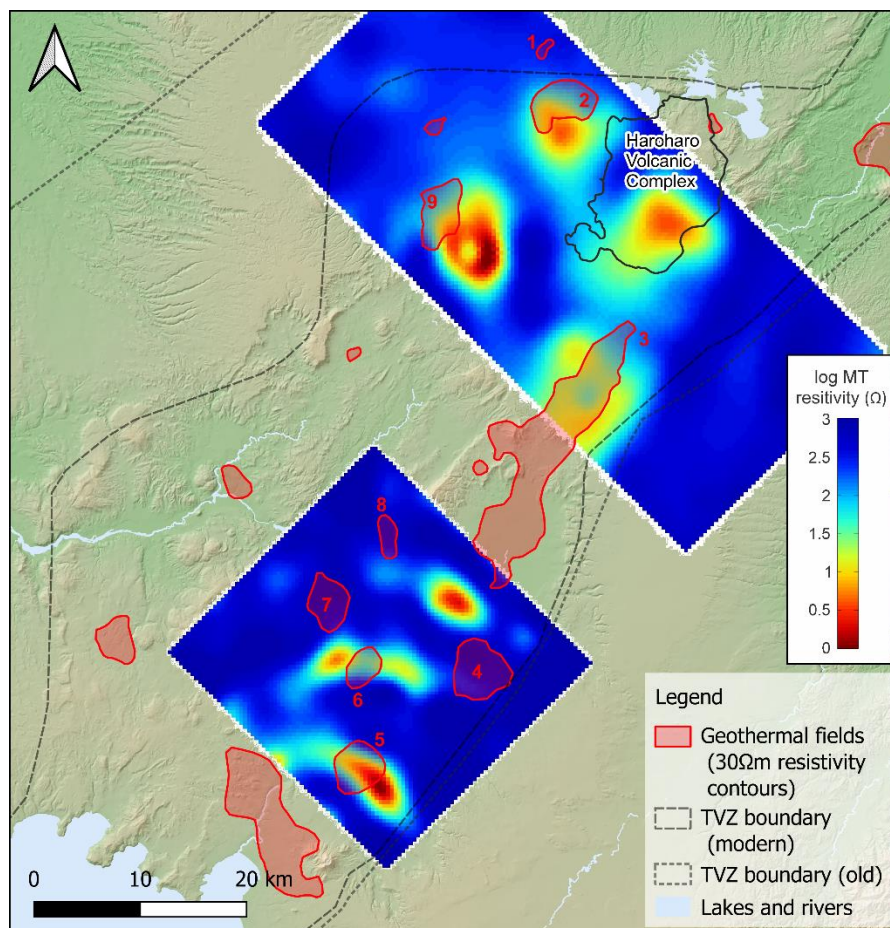 1
2
Haroharo
Volcanic
Complex
9
3
log MT
resitivity (Ω)
3
2.5
2
1.5
1
0.5
0
8
7
4
6
5
Legend
Geothermal fields
(30Ωm resistivity
contours)
TVZ boundary
(modern)
TVZ boundary (old)
Lakes and rivers
0 10 20 km